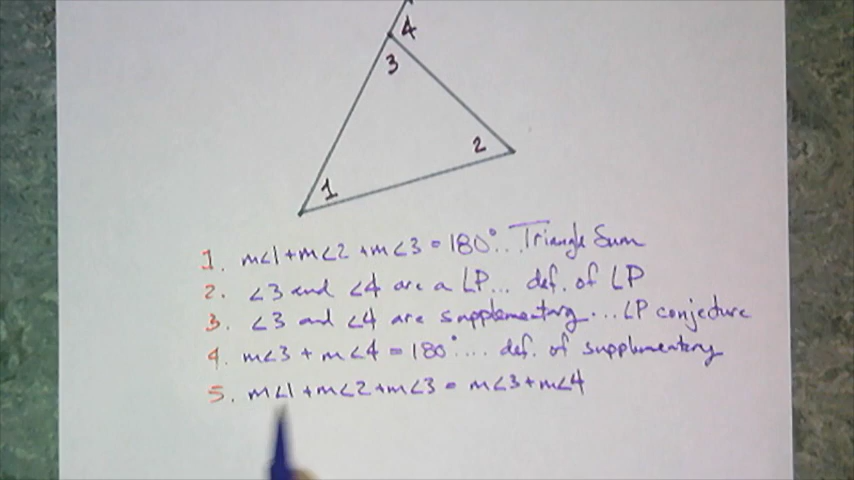 4
3
2
1
1. m∠1 + m∠2 + m∠3 = 180°... Triangle Sum
2. ∠3 and ∠4 are a LP... def. of LP
3. ∠3 and ∠4 are supplementary... LP conjecture
4. m∠3 + m∠4 = 180°.... def. of supplementary
5. m∠1 + m∠2 + m∠3 = m∠3 + m∠4